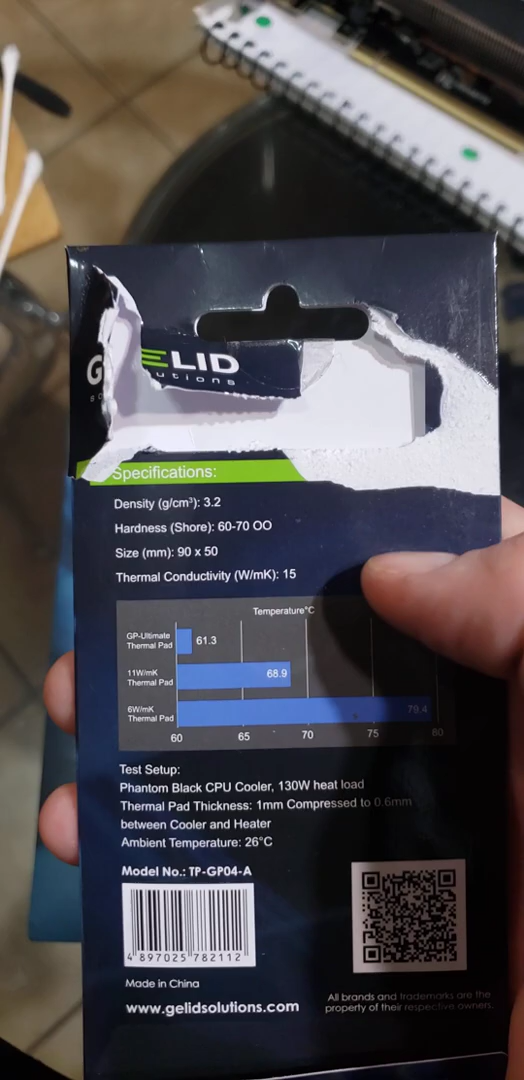 GELID
utions
Specifications:
Density (g/cm³): 3.2
Hardness (Shore): 60-70 OO
Size (mm): 90 x 50
Thermal Conductivity (W/mK): 15
Temperature°C
GP-Ultimate
Thermal Pad
61.3
11W/mK
Thermal Pad
68.9
6W/mK
Thermal Pad
79.4
60 65 70 75 80
Test Setup:
Phantom Black CPU Cooler, 130W heat load
Thermal Pad Thickness: 1mm Compressed to 0.6mm
between Cooler and Heater
Ambient Temperature: 26°C
Model No.: TP-GP04-A
4 897025 782112
Made in China
www.gelidsolutions.com
All brands and trademarks are the
property of their respective owners.